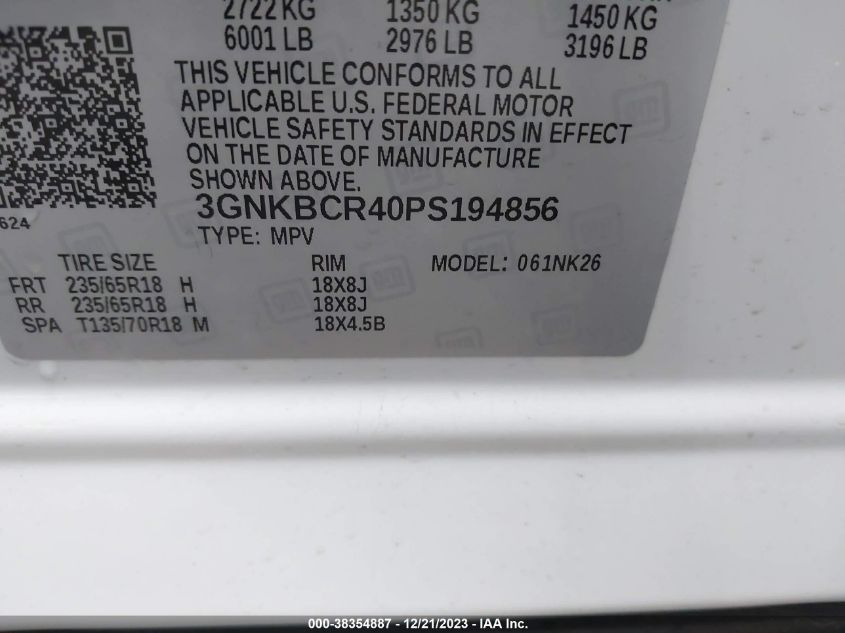 2722 KG 1350 KG 1450 KG
6001 LB 2976 LB 3196 LB
THIS VEHICLE CONFORMS TO ALL
APPLICABLE U.S. FEDERAL MOTOR
VEHICLE SAFETY STANDARDS IN EFFECT
ON THE DATE OF MANUFACTURE
SHOWN ABOVE.
624
3GNKBCR40PS194856
TYPE: MPV
TIRE SIZE RIM MODEL: 061NK26
FRT 235/65R18 H 18X8J
RR 235/65R18 H 18X8J
SPA T135/70R18 M 18X4.5B
000-38354887 - 12/21/2023 - IMPACT Auto Auctions, Inc.